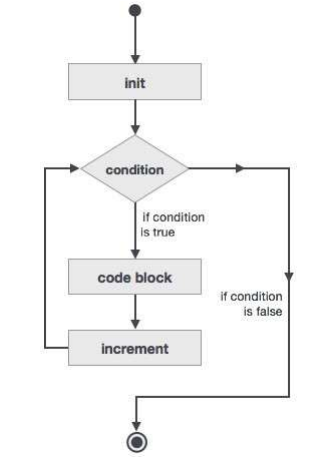 init
condition
if condition
is true
code block
if condition
is false
increment